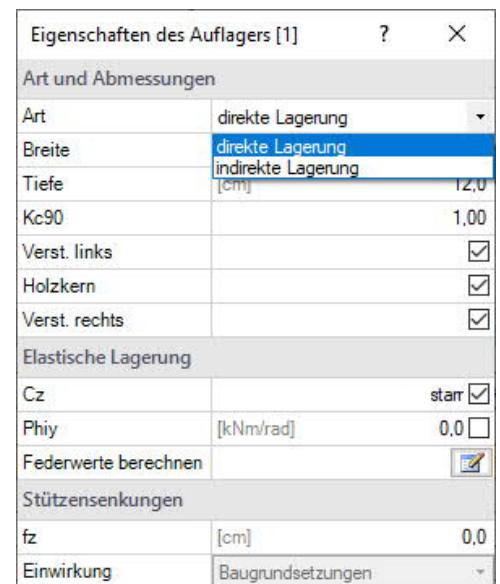 Eigenschaften des Auflagers [1] ? ×
Art und Abmessungen
Art direkte Lagerung
Breite direkte Lagerung
indirekte Lagerung
Tiefe [cm] 12,0
Kc90 1,00
Verst. links
Holzkern
Verst. rechts
Elastische Lagerung
Cz starr
Phiy [kNm/rad] 0,0
Federwerte berechnen
Stützensenkungen
fz [cm] 0,0
Einwirkung Baugrundsetzungen